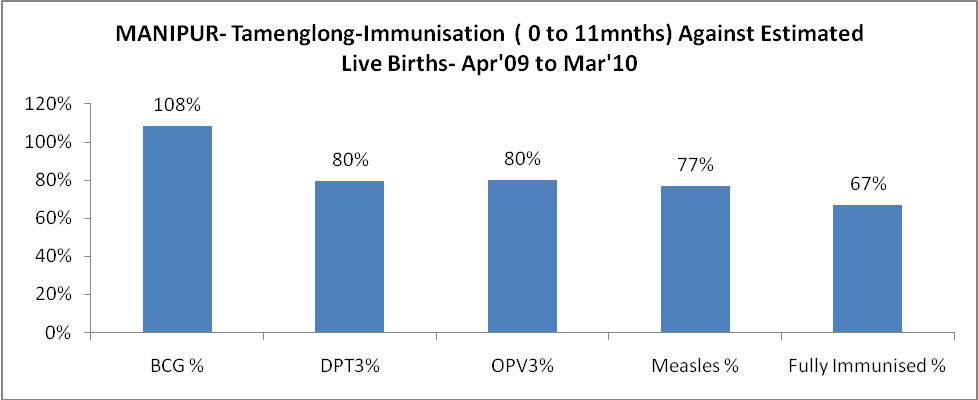 MANIPUR- Tamenglong-Immunisation ( 0 to 11mnths) Against Estimated
Live Births- Apr'09 to Mar'10
120%
100%
80%
60%
40%
20%
0%
108%
80%
80%
77%
67%
BCG %
DPT3%
OPV3%
Measles %
Fully Immunised %